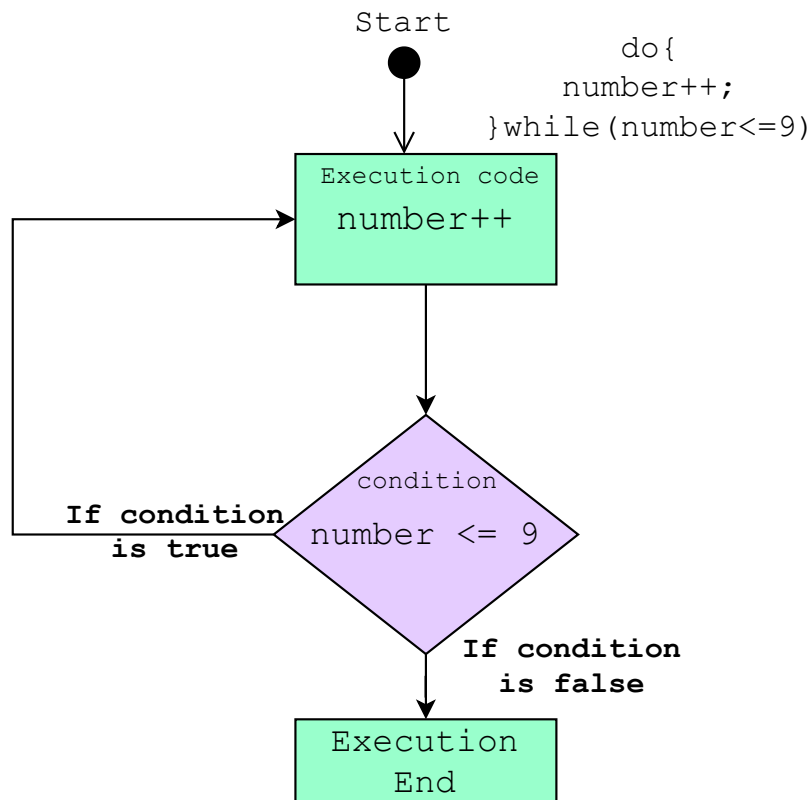 Start
do{
number++;
}while(number<=9)
Execution code
number++
condition
number <= 9
If condition
is true
If condition
is false
Execution
End